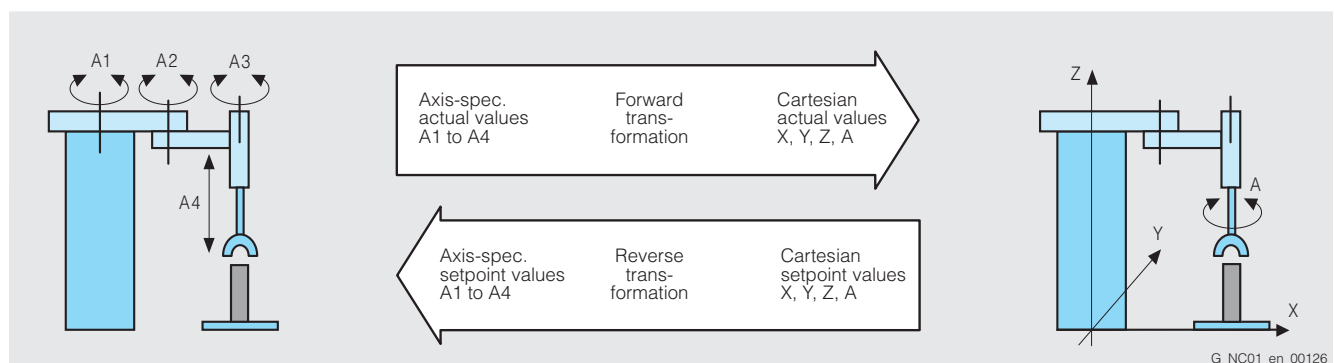 A1
A2
A3
A4
Axis-spec.
actual values
A1 to A4
Forward
trans-
formation
Cartesian
actual values
X, Y, Z, A
Axis-spec.
setpoint values
A1 to A4
Reverse
trans-
formation
Cartesian
setpoint values
X, Y, Z, A
Z
A
Y
X
G_NC01_en_00126